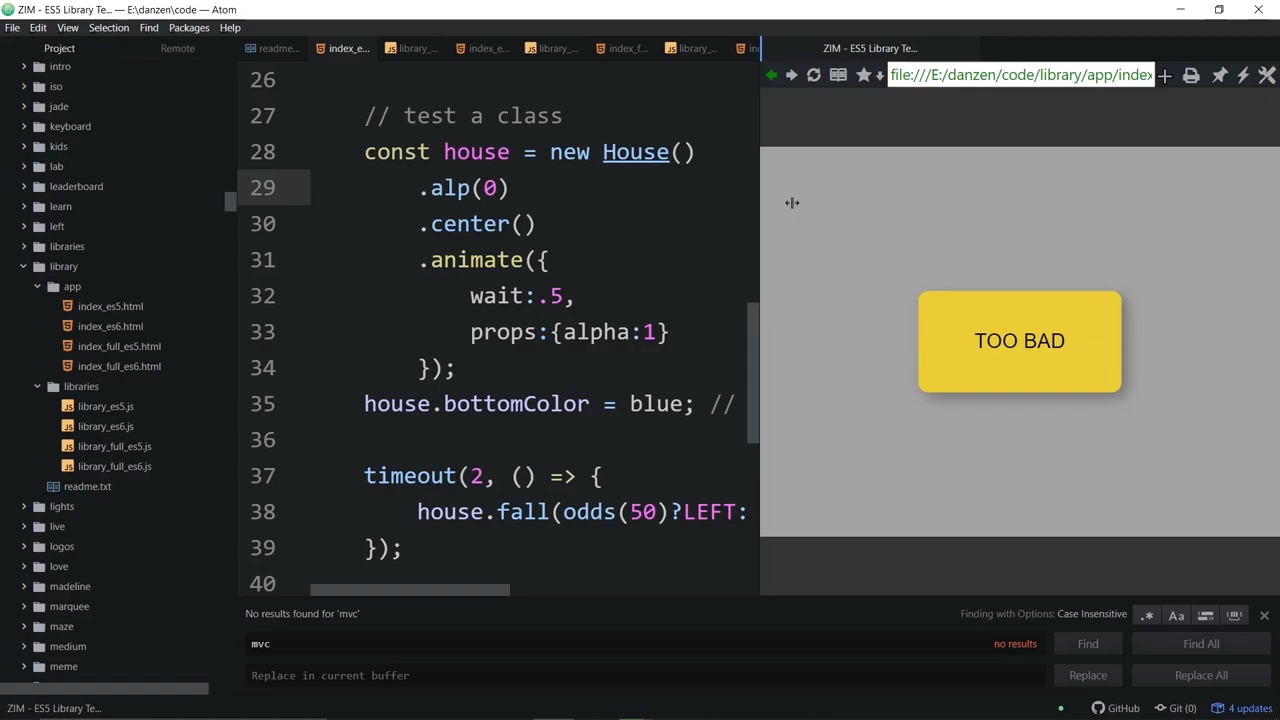 ZIM - ES5 Library Te... — E:\danzen\code — Atom
File Edit View Selection Find Packages Help
Project
Remote
readme...
index_e...
library_...
index_e...
library_...
index_f...
library_...
ZIM - ES5 Library Te...
file:///E:/danzen/code/library/app/index
intro
iso
jade
keyboard
kids
lab
leaderboard
learn
left
libraries
library
app
index_es5.html
index_es6.html
index_full_es5.html
index_full_es6.html
libraries
library_es5.js
library_es6.js
library_full_es5.js
library_full_es6.js
readme.txt
lights
live
logos
love
madeline
marquee
maze
medium
meme
26
27 // test a class
28 const house = new House()
29 .alp(0)
30 .center()
31 .animate({
32 wait:.5,
33 props:{alpha:1}
34 });
35 house.bottomColor = blue; //
36
37 timeout(2, () => {
38 house.fall(odds(50)?LEFT:
39 });
40
TOO BAD
No results found for 'mvc'
Finding with Options: Case Insensitive
.* Aa
mvc
no results
Find
Find All
Replace in current buffer
Replace
Replace All
ZIM - ES5 Library Te...
GitHub
Git (0)
4 updates